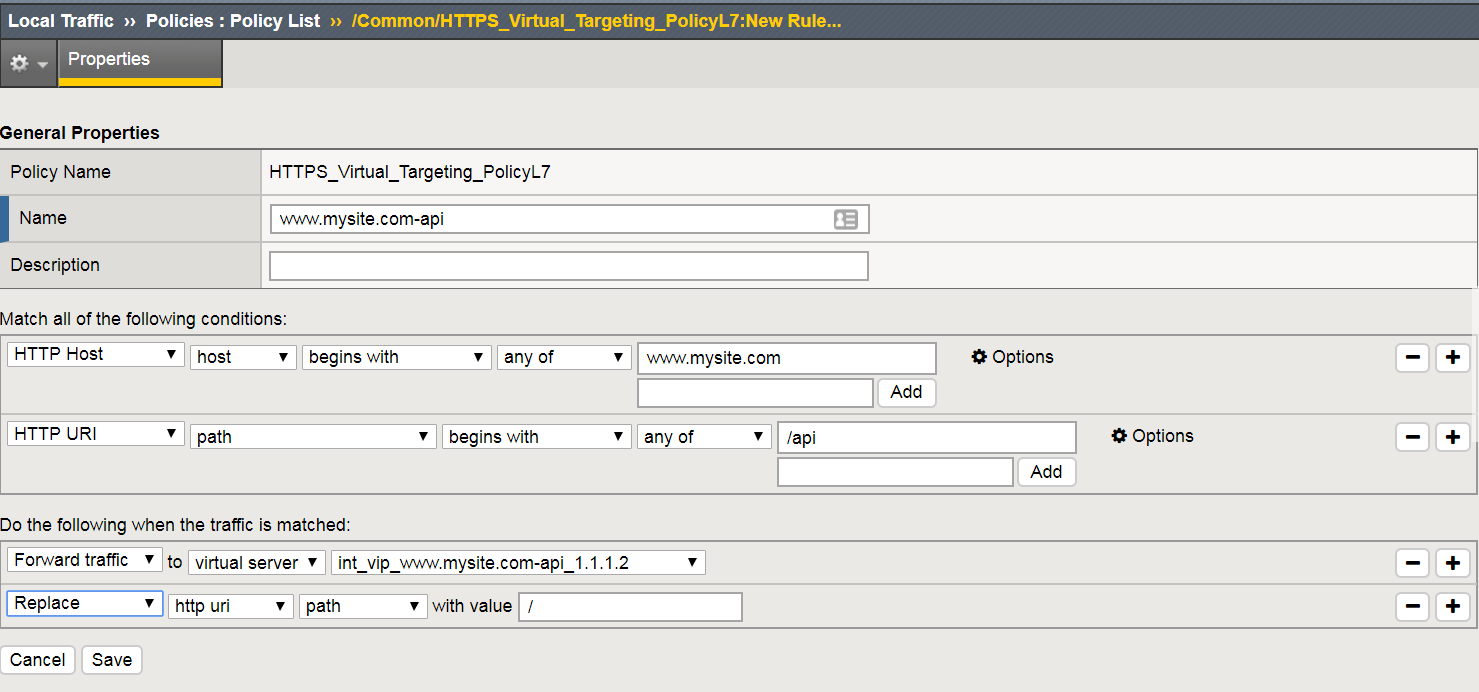 Local Traffic ›› Policies : Policy List ›› /Common/HTTPS_Virtual_Targeting_PolicyL7:New Rule...
Properties
General Properties
Policy Name HTTPS_Virtual_Targeting_PolicyL7
Name www.mysite.com-api
Description
Match all of the following conditions:
HTTP Host host begins with any of www.mysite.com Options
Add
HTTP URI path begins with any of /api Options
Add
Do the following when the traffic is matched:
Forward traffic to virtual server int_vip_www.mysite.com-api_1.1.1.2
Replace http uri path with value /
Cancel Save